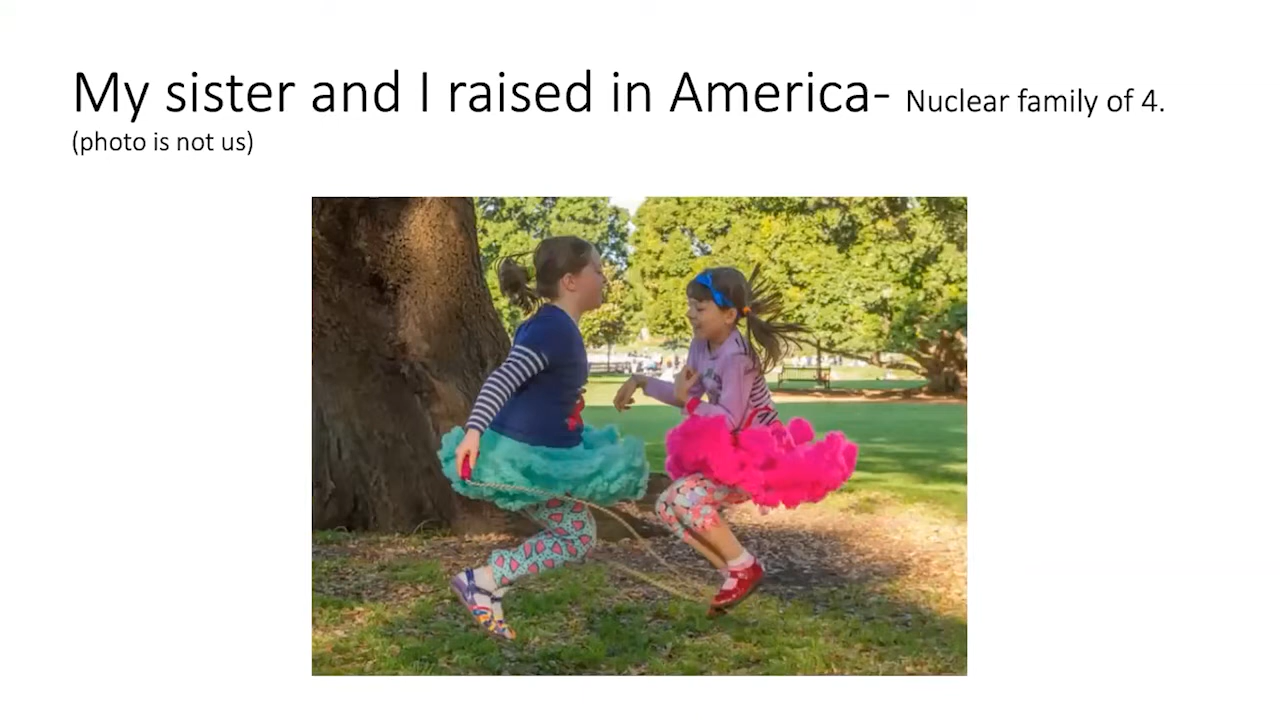 My sister and I raised in America- Nuclear family of 4.
(photo is not us)